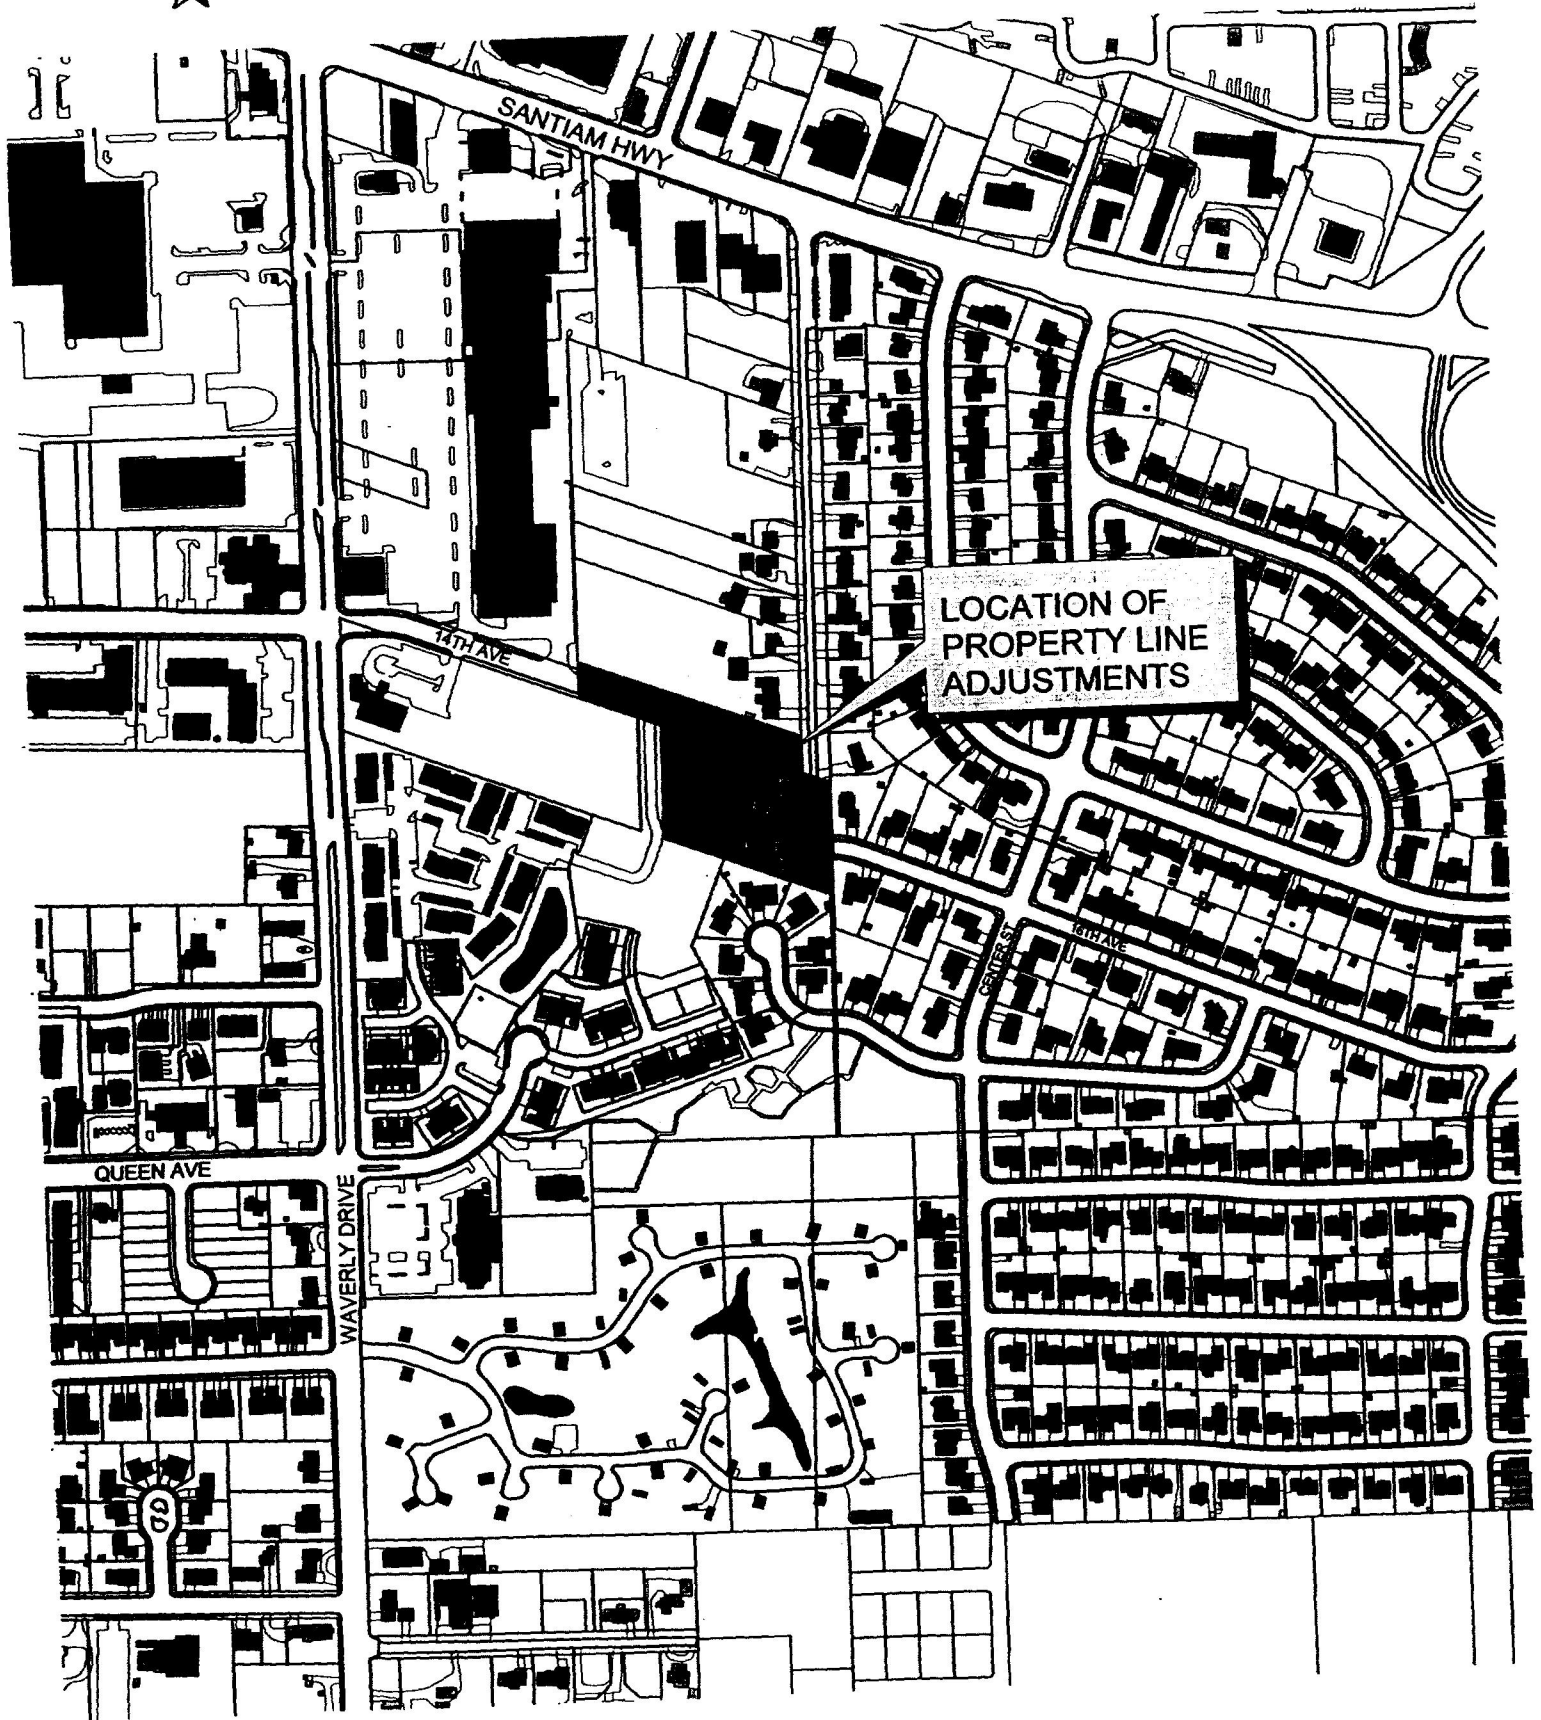 SANTIAM HWY
LOCATION OF
PROPERTY LINE
ADJUSTMENTS
14TH AVE
16TH AVE
CENTER ST
QUEEN AVE
WAVERLY DRIVE